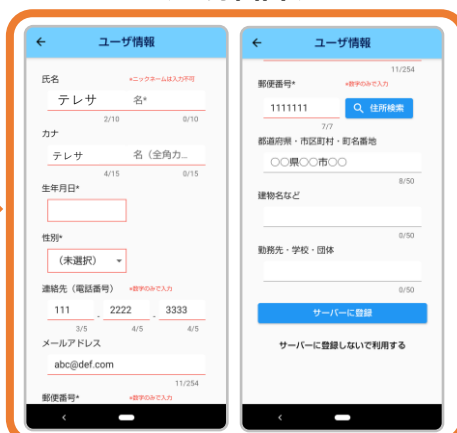 ユーザ情報
氏名 *ニックネームは入力不可
テレサ 名*
2/10 0/10
カナ
テレサ 名(全角カ...
4/15 0/15
生年月日*
性別*
(未選択)
連絡先(電話番号) *数字のみで入力
111 - 2222 - 3333
3/5 4/5 4/5
メールアドレス
abc@def.com
11/254
郵便番号* *数字のみで入力
ユーザ情報
11/254
郵便番号* *数字のみで入力
1111111 住所検索
7/7
都道府県・市区町村・町名番地
○○県○○市○○
8/50
建物名など
0/50
勤務先・学校・団体
0/50
サーバーに登録
サーバーに登録しないで利用する